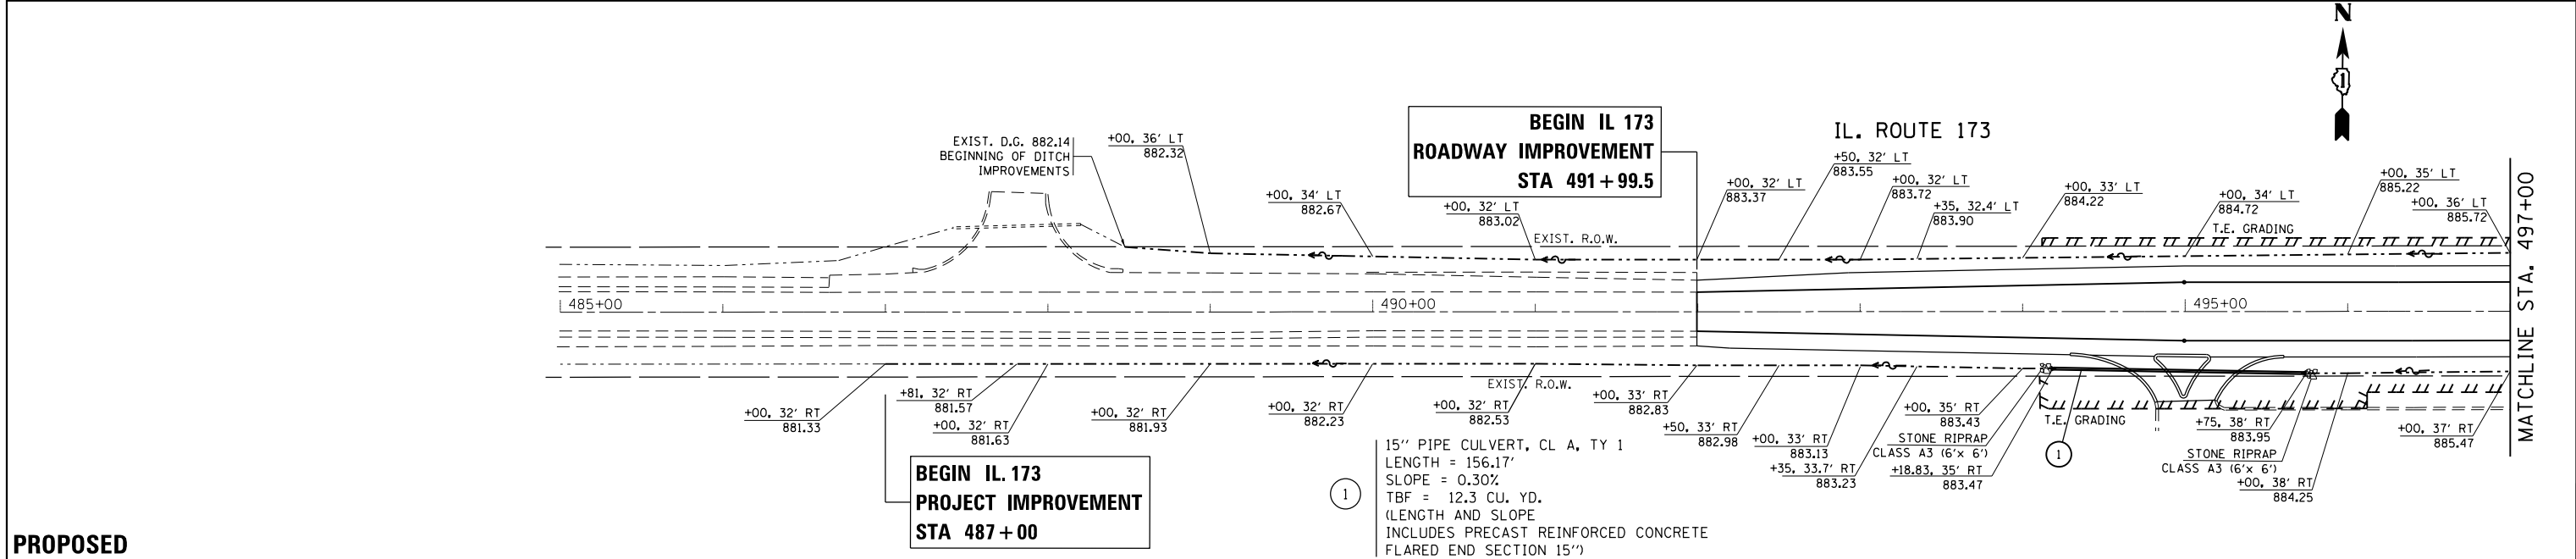 N
1
EXIST. D.G. 882.14
BEGINNING OF DITCH
IMPROVEMENTS
+00, 36' LT
882.32
+00, 34' LT
882.67
+00, 32' LT
883.02
BEGIN IL 173
ROADWAY IMPROVEMENT
STA 491+99.5
IL. ROUTE 173
+00, 32' LT
883.37
+50, 32' LT
883.55
+00, 32' LT
883.72
+35, 32.4' LT
883.90
+00, 33' LT
884.22
+00, 34' LT
884.72
+00, 35' LT
885.22
+00, 36' LT
885.72
EXIST. R.O.W.
T.E. GRADING
MATCHLINE STA. 497+00
485+00
490+00
495+00
EXIST. R.O.W.
+00, 32' RT
881.33
+81, 32' RT
881.57
+00, 32' RT
881.63
+00, 32' RT
881.93
+00, 32' RT
882.23
+00, 32' RT
882.53
+00, 33' RT
882.83
+50, 33' RT
882.98
+00, 33' RT
883.13
+35, 33.7' RT
883.23
+00, 35' RT
883.43
STONE RIPRAP
CLASS A3 (6'x 6')
+18.83, 35' RT
883.47
T.E. GRADING
1
+75, 38' RT
883.95
STONE RIPRAP
CLASS A3 (6'x 6')
+00, 38' RT
884.25
+00, 37' RT
885.47
BEGIN IL. 173
PROJECT IMPROVEMENT
STA 487+00
1
15" PIPE CULVERT, CL A, TY 1
LENGTH = 156.17'
SLOPE = 0.30%
TBF = 12.3 CU. YD.
(LENGTH AND SLOPE
INCLUDES PRECAST REINFORCED CONCRETE
FLARED END SECTION 15")
PROPOSED